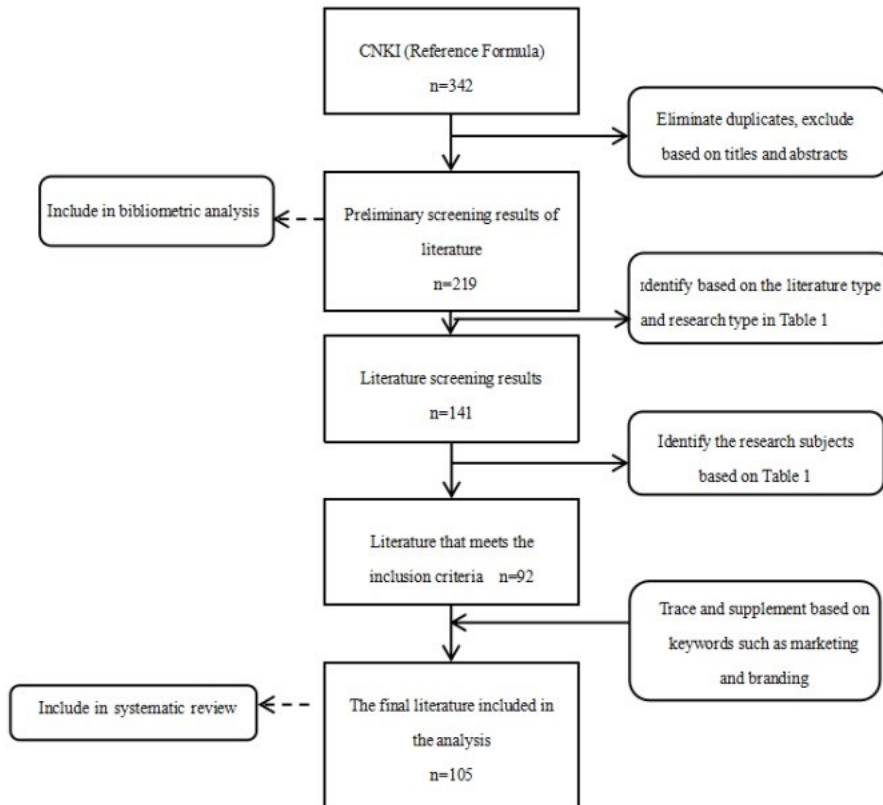 CNKI (Reference Formula)
n=342
Eliminate duplicates, exclude
based on titles and abstracts
Include in bibliometric analysis
Preliminary screening results of
literature
n=219
Identify based on the literature type
and research type in Table 1
Literature screening results
n=141
Identify the research subjects
based on Table 1
Literature that meets the
inclusion criteria n=92
Trace and supplement based on
keywords such as marketing
and branding
Include in systematic review
The final literature included in
the analysis
n=105